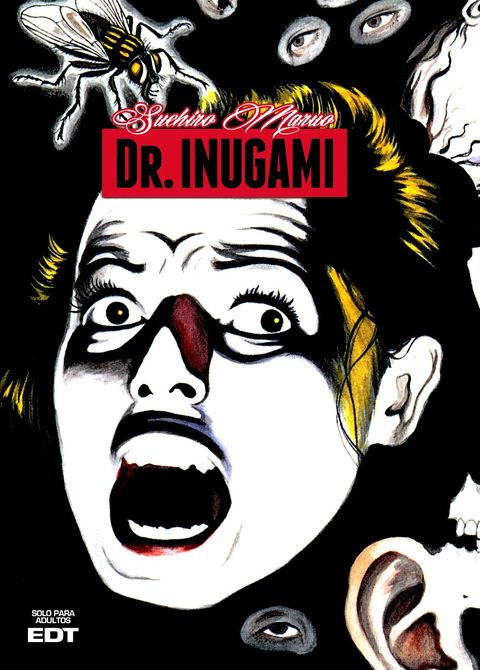 Suehiro Maruo
DR. INUGAMI
SOLO PARA
ADULTOS
EDT